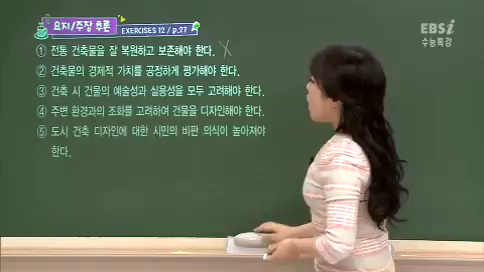 요지/주장 추론 EXERCISES 12 / p.27
EBSi
수능특강
① 전통 건축물을 잘 복원하고 보존해야 한다.
② 건축물의 경제적 가치를 공정하게 평가해야 한다.
③ 건축 시 건물의 예술성과 실용성을 모두 고려해야 한다.
④ 주변 환경과의 조화를 고려하여 건물을 디자인해야 한다.
⑤ 도시 건축 디자인에 대한 시민의 비판 의식이 높아져야
한다.